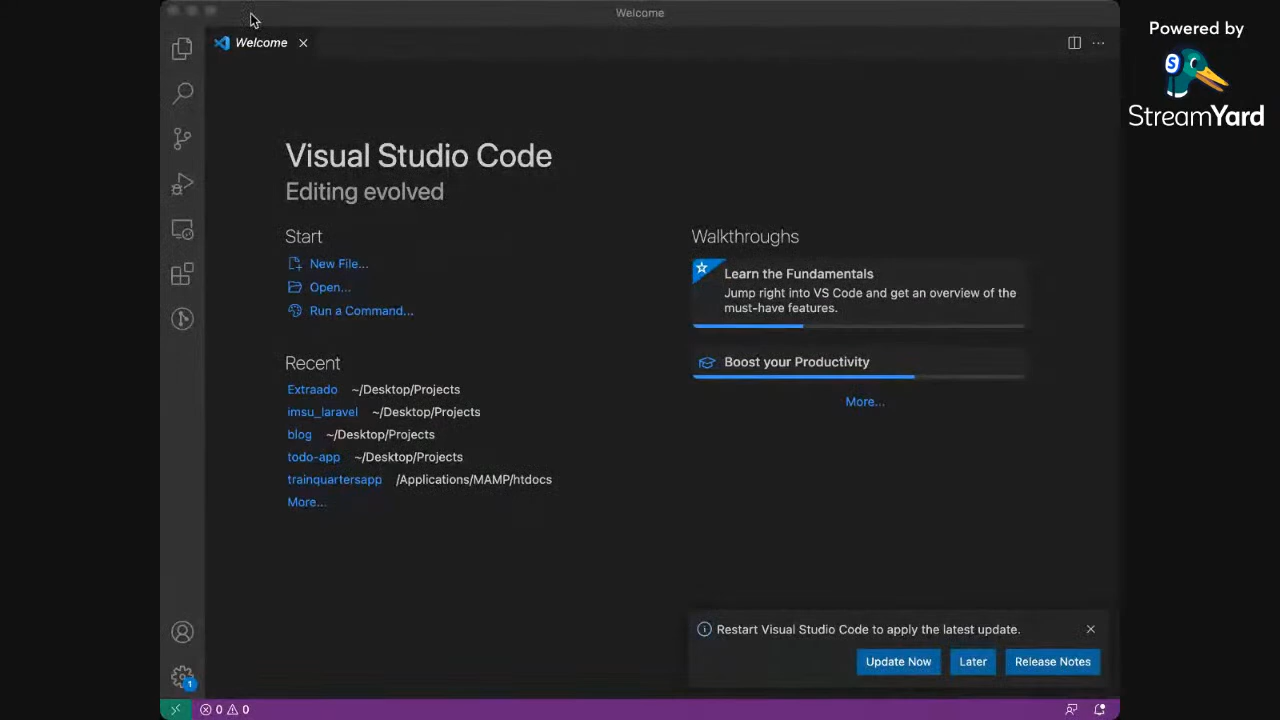 Welcome
Powered by
StreamYard
Welcome
Visual Studio Code
Editing evolved
Start
New File...
Open...
Run a Command...
Recent
Extraado ~/Desktop/Projects
imsu_laravel ~/Desktop/Projects
blog ~/Desktop/Projects
todo-app ~/Desktop/Projects
trainquartersapp /Applications/MAMP/htdocs
More...
Walkthroughs
Learn the Fundamentals
Jump right into VS Code and get an overview of the
must-have features.
Boost your Productivity
More...
Restart Visual Studio Code to apply the latest update.
Update Now Later Release Notes
1
0 0